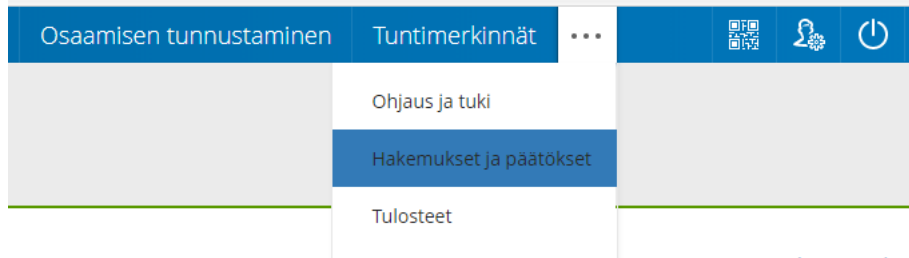 Osaamisen tunnustaminen Tuntimerkinnät ...
Ohjaus ja tuki
Hakemukset ja päätökset
Tulosteet